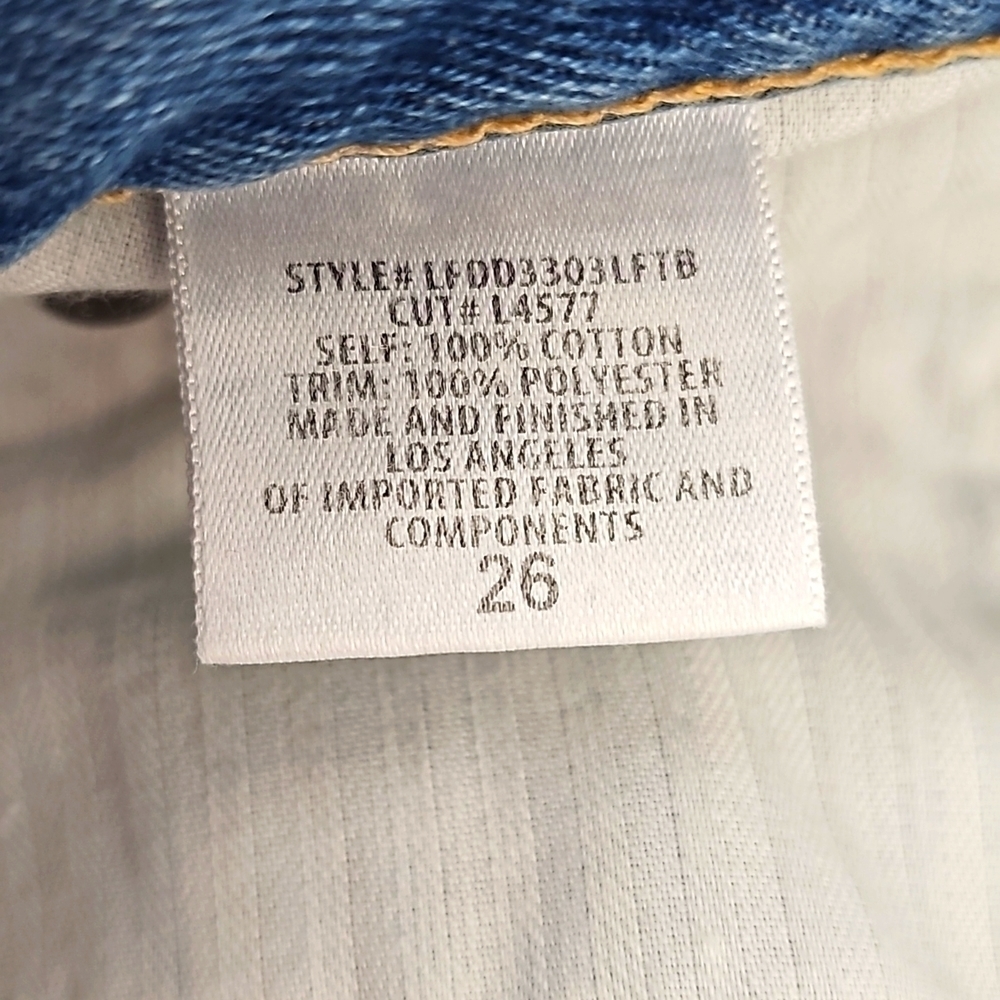 STYLE# LFDD3303LFTB
CUT# L4577
SELF: 100% COTTON
TRIM: 100% POLYESTER
MADE AND FINISHED IN
LOS ANGELES
OF IMPORTED FABRIC AND
COMPONENTS
26